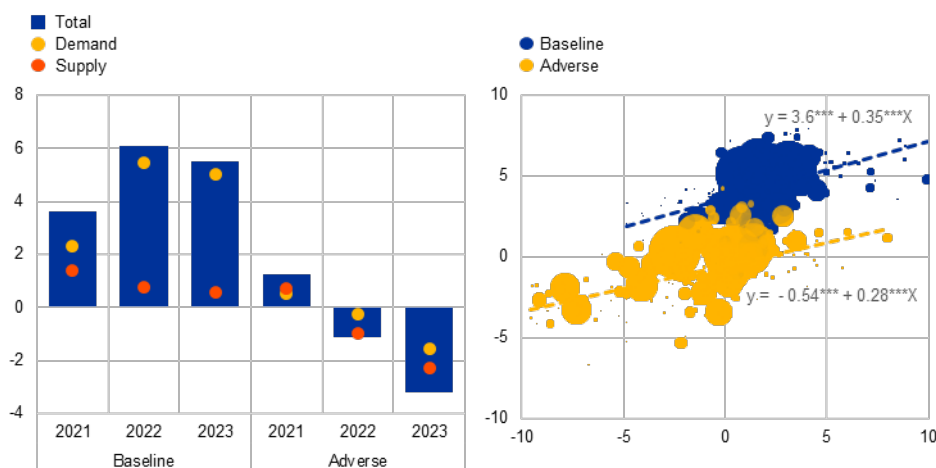 Total
Demand
Supply
8
6
4
2
0
-2
-4
2021 2022 2023 2021 2022 2023
Baseline Adverse
Baseline
Adverse
10
5
0
-5
-10
-10 -5 0 5 10
y = 3.6*** + 0.35***X
y = - 0.54*** + 0.28***X